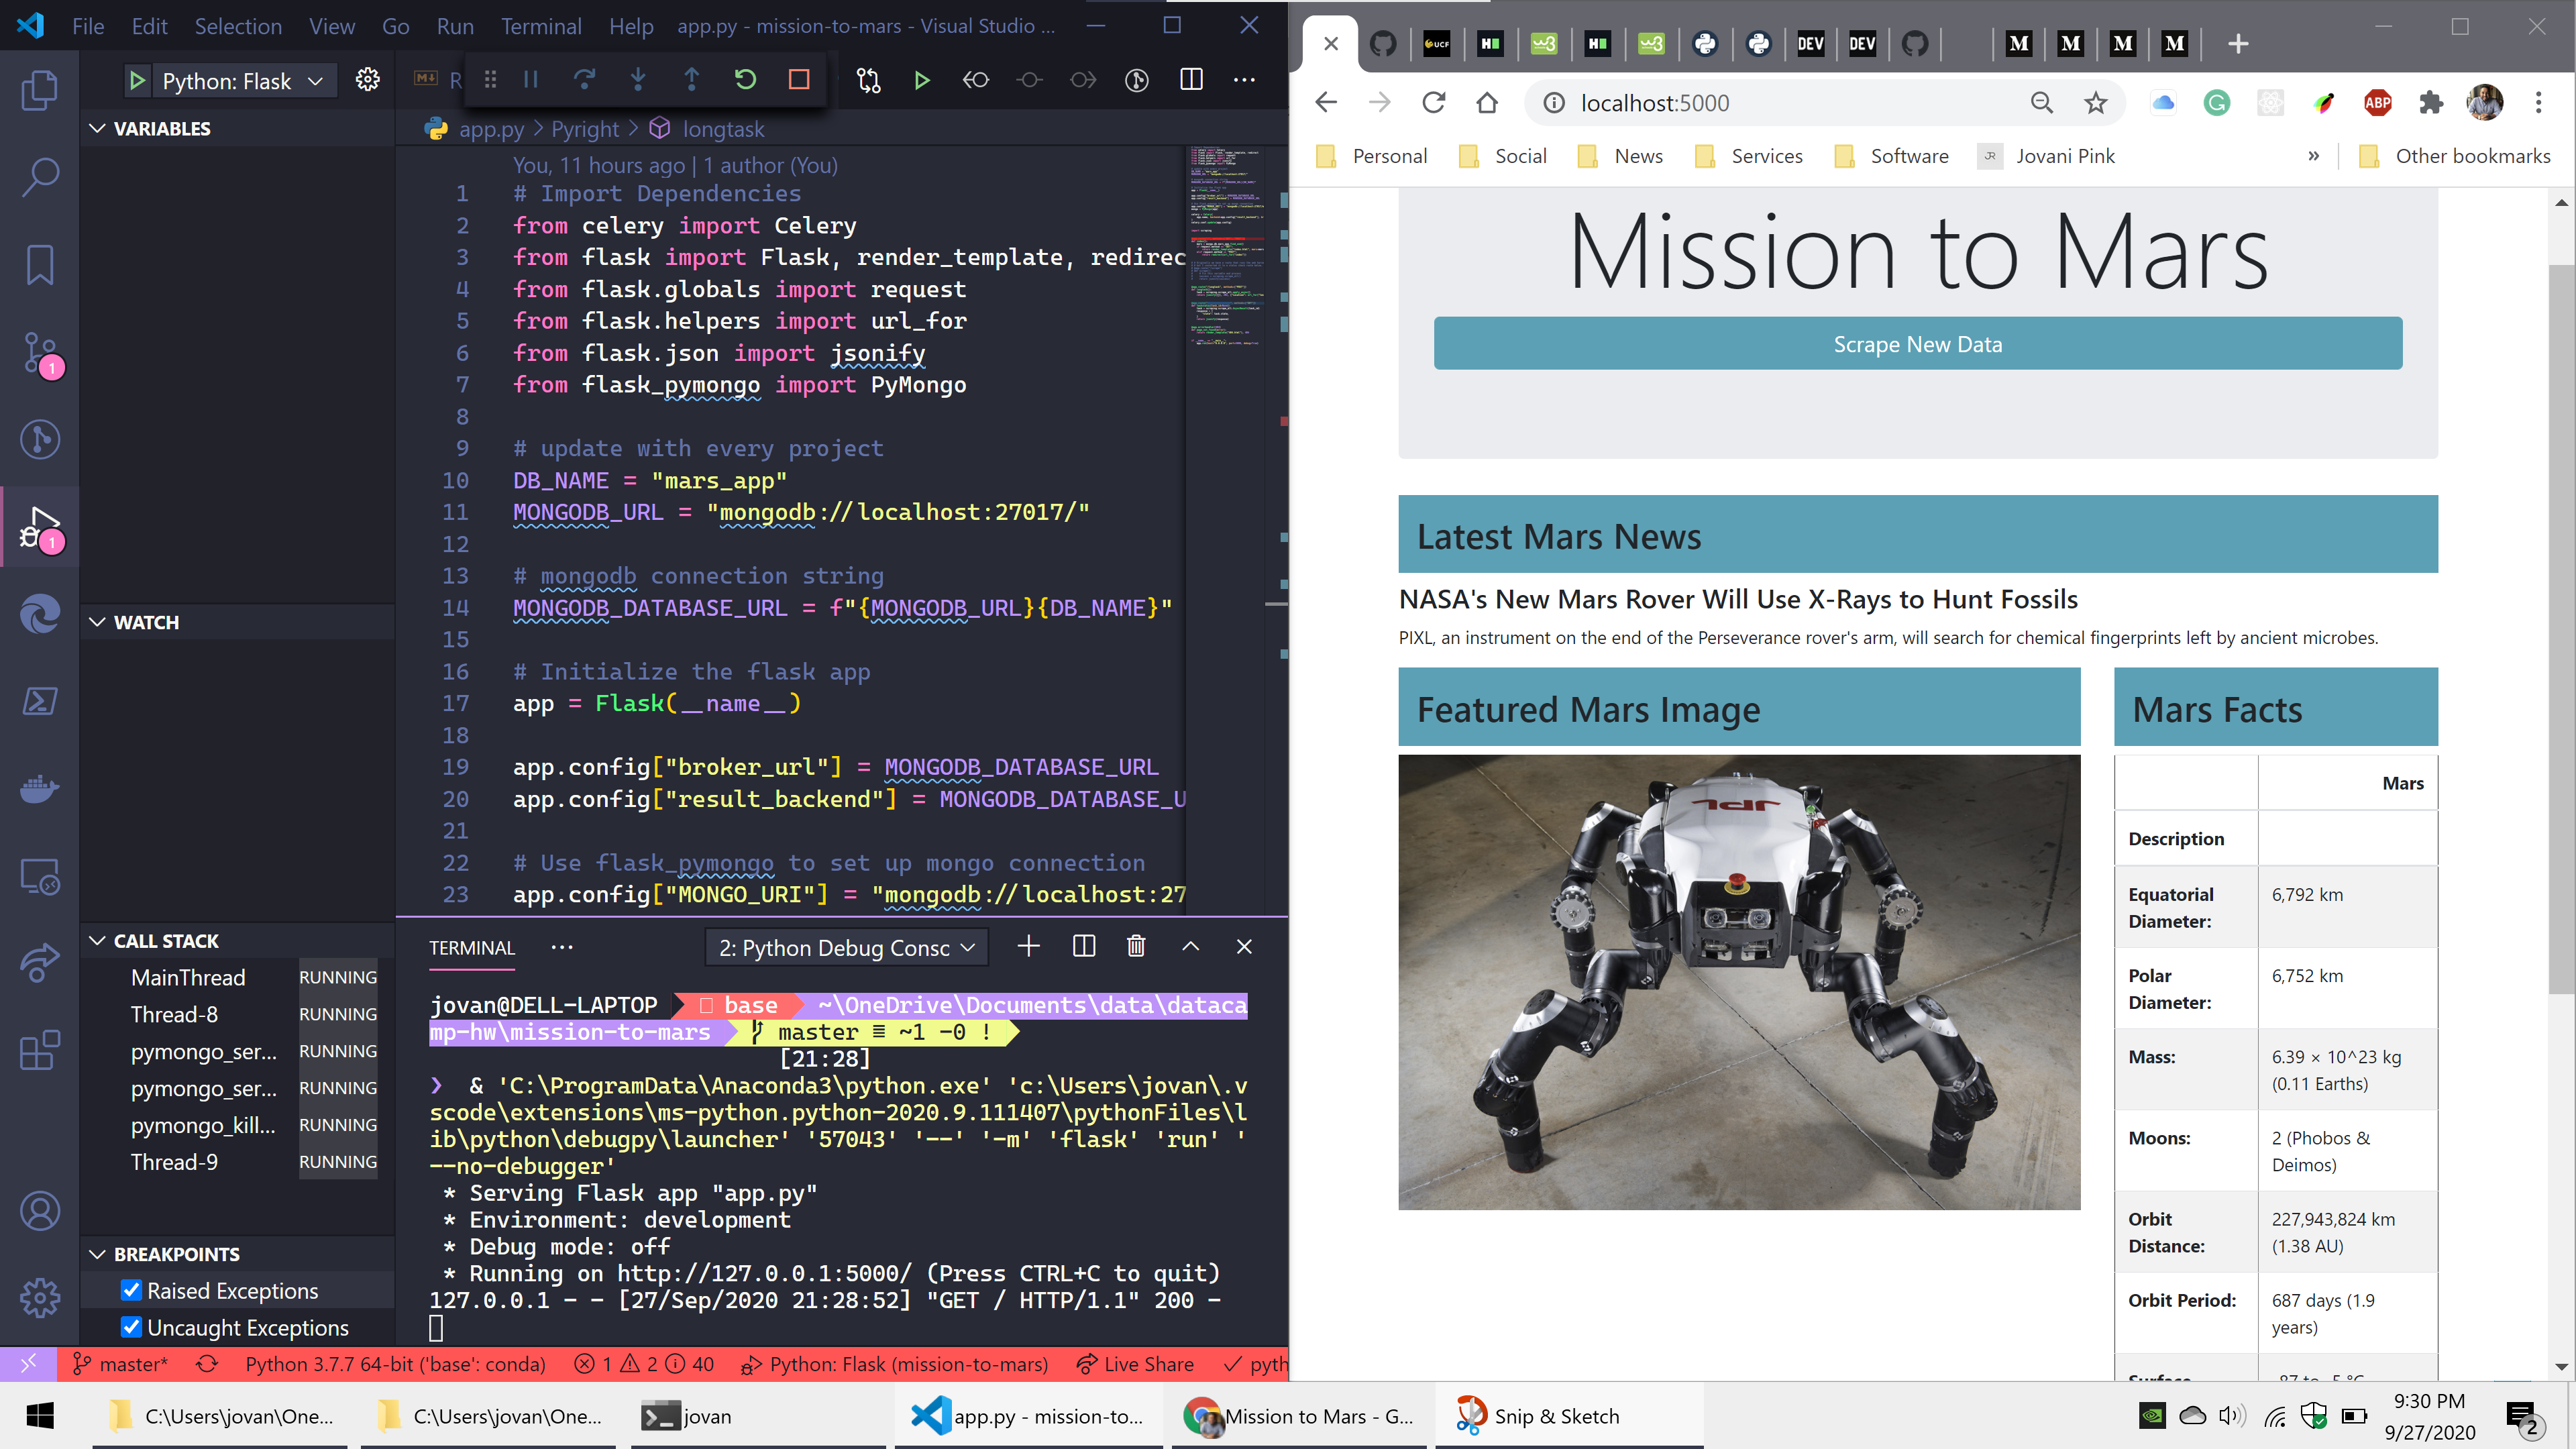 File Edit Selection View Go Run Terminal Help app.py - mission-to-mars - Visual Studio ...
Python: Flask
R
VARIABLES
WATCH
CALL STACK
MainThread RUNNING
Thread-8 RUNNING
pymongo_ser... RUNNING
pymongo_ser... RUNNING
pymongo_kill... RUNNING
Thread-9 RUNNING
BREAKPOINTS
Raised Exceptions
Uncaught Exceptions
1
1
app.py > Pyright > longtask
You, 11 hours ago | 1 author (You)
1 # Import Dependencies
2 from celery import Celery
3 from flask import Flask, render_template, redirec
4 from flask.globals import request
5 from flask.helpers import url_for
6 from flask.json import jsonify
7 from flask_pymongo import PyMongo
8
9 # update with every project
10 DB_NAME = "mars_app"
11 MONGODB_URL = "mongodb://localhost:27017/"
12
13 # mongodb connection string
14 MONGODB_DATABASE_URL = f"{MONGODB_URL}{DB_NAME}"
15
16 # Initialize the flask app
17 app = Flask(__name__)
18
19 app.config["broker_url"] = MONGODB_DATABASE_URL
20 app.config["result_backend"] = MONGODB_DATABASE_U
21
22 # Use flask_pymongo to set up mongo connection
23 app.config["MONGO_URI"] = "mongodb://localhost:27
TERMINAL ... 2: Python Debug Consc
jovan@DELL-LAPTOP base ~\OneDrive\Documents\data\dataca
mp-hw\mission-to-mars master ≡ ~1 -0 !
[21:28]
❯ & 'C:\ProgramData\Anaconda3\python.exe' 'c:\Users\jovan\.v
scode\extensions\ms-python.python-2020.9.111407\pythonFiles\l
ib\python\debugpy\launcher' '57043' '--' '-m' 'flask' 'run' '
--no-debugger'
* Serving Flask app "app.py"
* Environment: development
* Debug mode: off
* Running on http://127.0.0.1:5000/ (Press CTRL+C to quit)
127.0.0.1 - - [27/Sep/2020 21:28:52] "GET / HTTP/1.1" 200 -
master* Python 3.7.7 64-bit ('base': conda) 1 2 40 Python: Flask (mission-to-mars) Live Share pyth
UCF H W3 H W3 DEV DEV M M M M
localhost:5000
ABP
Personal Social News Services Software JR Jovani Pink » Other bookmarks
Mission to Mars
Scrape New Data
Latest Mars News
NASA's New Mars Rover Will Use X-Rays to Hunt Fossils
PIXL, an instrument on the end of the Perseverance rover's arm, will search for chemical fingerprints left by ancient microbes.
Featured Mars Image
JPL
Mars Facts
Mars
Description
Equatorial Diameter: 6,792 km
Polar Diameter: 6,752 km
Mass: 6.39 × 10^23 kg (0.11 Earths)
Moons: 2 (Phobos & Deimos)
Orbit Distance: 227,943,824 km (1.38 AU)
Orbit Period: 687 days (1.9 years)
Surface -87 to -5 °C
C:\Users\jovan\One... C:\Users\jovan\One... jovan app.py - mission-to... Mission to Mars - G... Snip & Sketch
9:30 PM
9/27/2020
2